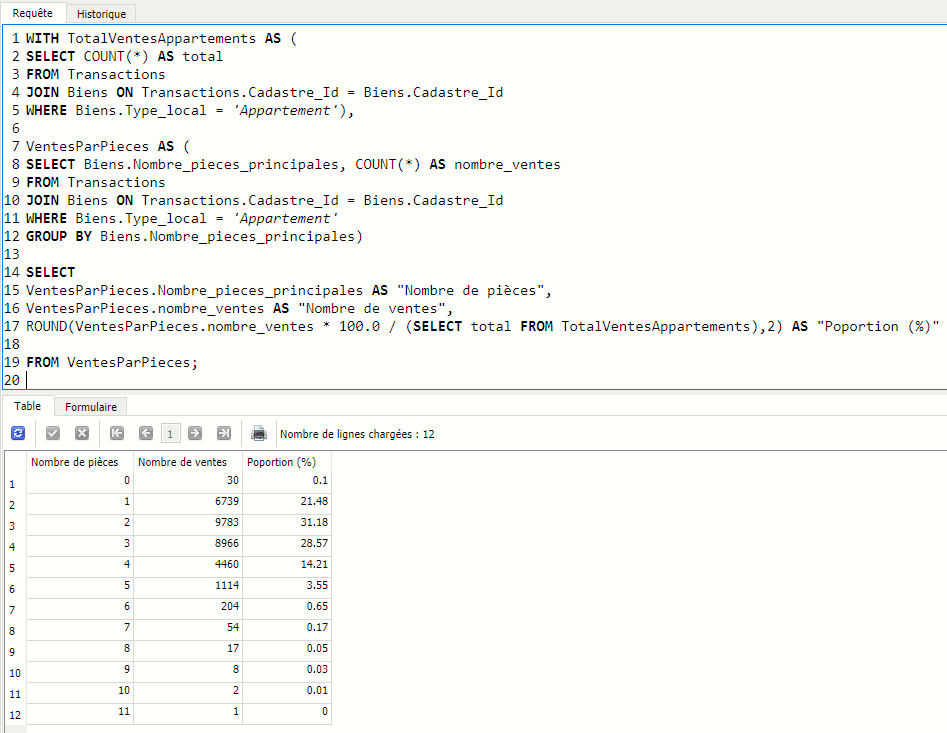 Requête Historique
1 WITH TotalVentesAppartements AS (
2 SELECT COUNT(*) AS total
3 FROM Transactions
4 JOIN Biens ON Transactions.Cadastre_Id = Biens.Cadastre_Id
5 WHERE Biens.Type_local = 'Appartement'),
6
7 VentesParPieces AS (
8 SELECT Biens.Nombre_pieces_principales, COUNT(*) AS nombre_ventes
9 FROM Transactions
10 JOIN Biens ON Transactions.Cadastre_Id = Biens.Cadastre_Id
11 WHERE Biens.Type_local = 'Appartement'
12 GROUP BY Biens.Nombre_pieces_principales)
13
14 SELECT
15 VentesParPieces.Nombre_pieces_principales AS "Nombre de pièces",
16 VentesParPieces.nombre_ventes AS "Nombre de ventes",
17 ROUND(VentesParPieces.nombre_ventes * 100.0 / (SELECT total FROM TotalVentesAppartements),2) AS "Poportion (%)"
18
19 FROM VentesParPieces;
20
Table Formulaire
1 Nombre de lignes chargées : 12
Nombre de pièces Nombre de ventes Poportion (%)
1 0 30 0.1
2 1 6739 21.48
3 2 9783 31.18
4 3 8966 28.57
5 4 4460 14.21
6 5 1114 3.55
7 6 204 0.65
8 7 54 0.17
9 8 17 0.05
10 9 8 0.03
11 10 2 0.01
12 11 1 0